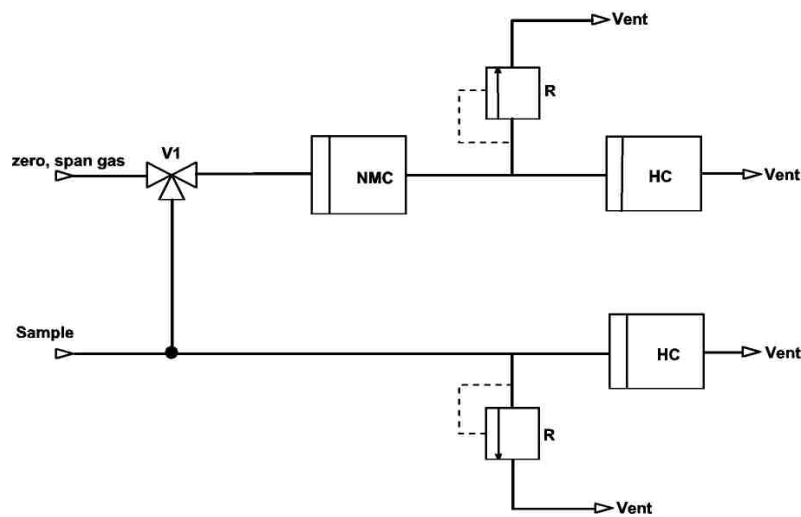 Vent
R
V1
zero, span gas
NMC
HC
Vent
Sample
HC
Vent
R
Vent